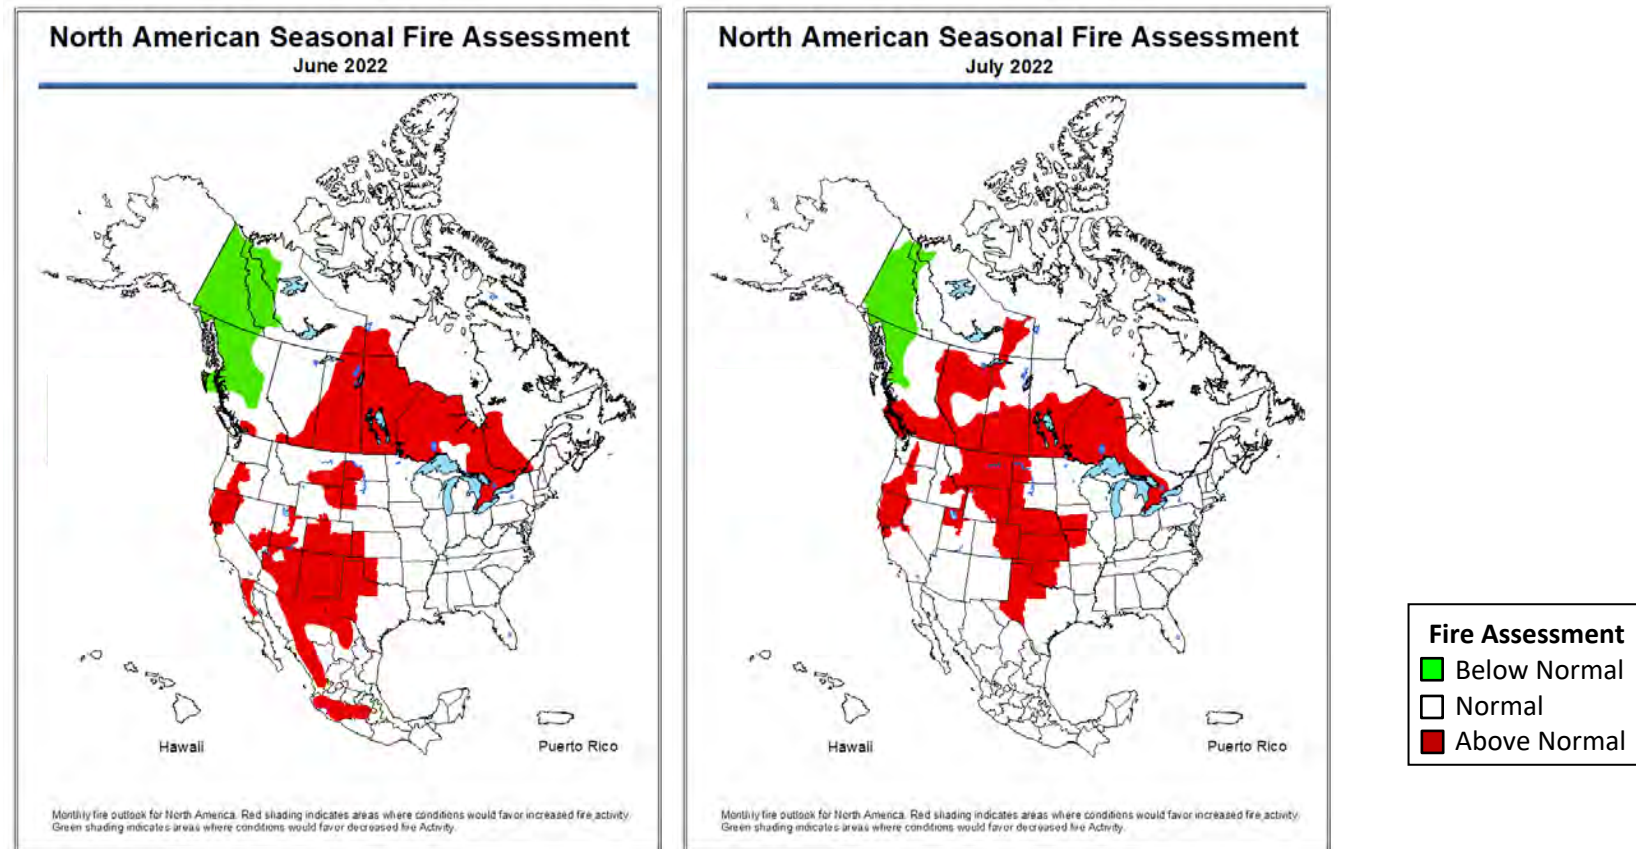 North American Seasonal Fire Assessment
June 2022
Hawaii
Puerto Rico
Monthly fire outlook for North America. Red shading indicates areas where conditions would favor increased fire activity.
Green shading indicates areas where conditions would favor decreased fire Activity.
North American Seasonal Fire Assessment
July 2022
Hawaii
Puerto Rico
Monthly fire outlook for North America. Red shading indicates areas where conditions would favor increased fire activity.
Green shading indicates areas where conditions would favor decreased fire Activity.
Fire Assessment
Below Normal
Normal
Above Normal